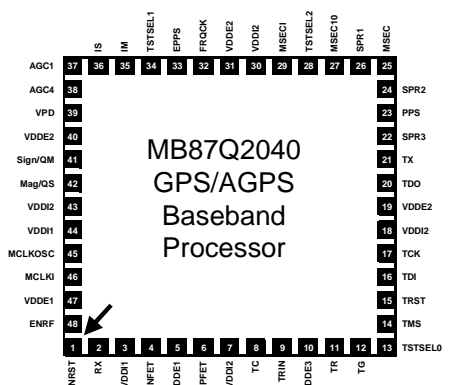 IS
IM
TSTSEL1
EPPS
FRQCK
VDDE2
VDDI2
MSECI
TSTSEL2
MSEC10
SPR1
MSEC
AGC1 37 36 35 34 33 32 31 30 29 28 27 26 25
AGC4 38 24 SPR2
VPD 39 23 PPS
VDDE2 40 22 SPR3
Sign/QM 41 21 TX
Mag/QS 42 20 TDO
VDDI2 43 19 VDDE2
VDDI1 44 18 VDDI2
MCLKOSC 45 17 TCK
MCLKI 46 16 TDI
VDDE1 47 15 TRST
ENRF 48 14 TMS
MB87Q2040
GPS/AGPS
Baseband
Processor
1 2 3 4 5 6 7 8 9 10 11 12 13 TSTSEL0
NRST
RX
VDDI1
NFET
VDDE1
PFET
VDDI2
TC
TRIN
VDDE3
TR
TG